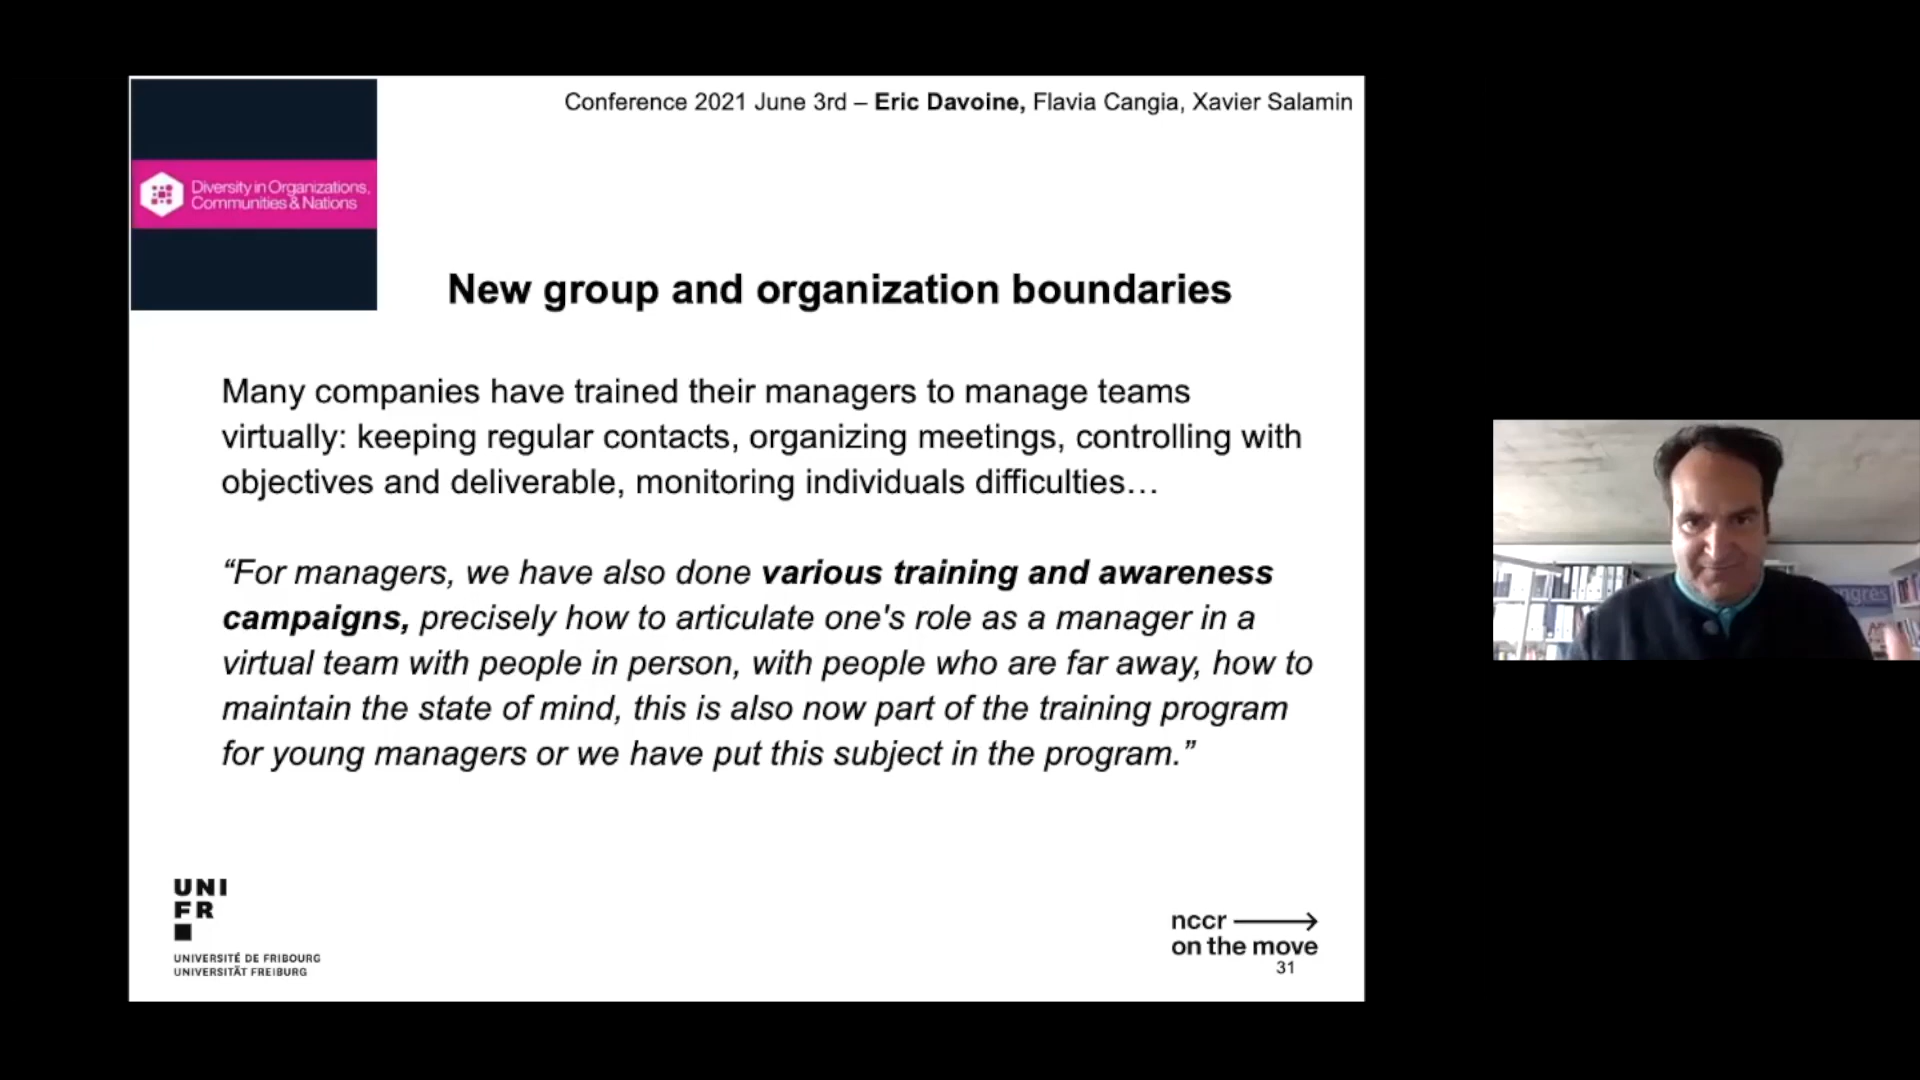 Conference 2021 June 3rd – Eric Davoine, Flavia Cangia, Xavier Salamin
Diversity in Organizations,
Communities & Nations
New group and organization boundaries
Many companies have trained their managers to manage teams
virtually: keeping regular contacts, organizing meetings, controlling with
objectives and deliverable, monitoring individuals difficulties…
“For managers, we have also done various training and awareness
campaigns, precisely how to articulate one's role as a manager in a
virtual team with people in person, with people who are far away, how to
maintain the state of mind, this is also now part of the training program
for young managers or we have put this subject in the program.”
UNI
FR
UNIVERSITÉ DE FRIBOURG
UNIVERSITÄT FREIBURG
nccr
on the move
31